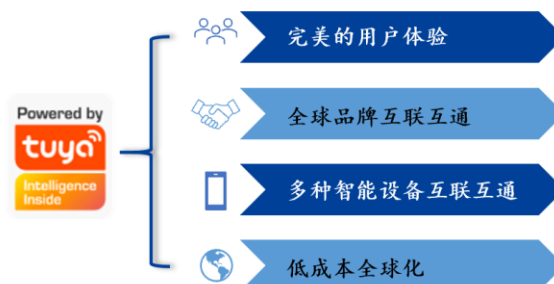 完美的用户体验
全球品牌互联互通
Powered by
tuya
Intelligence
Inside
多种智能设备互联互通
低成本全球化